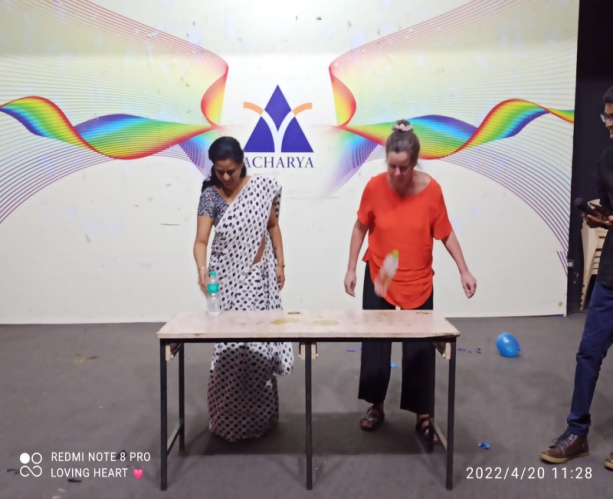 ACHARYA
REDMI NOTE 8 PRO
LOVING HEART 💗
2022/4/20 11:28